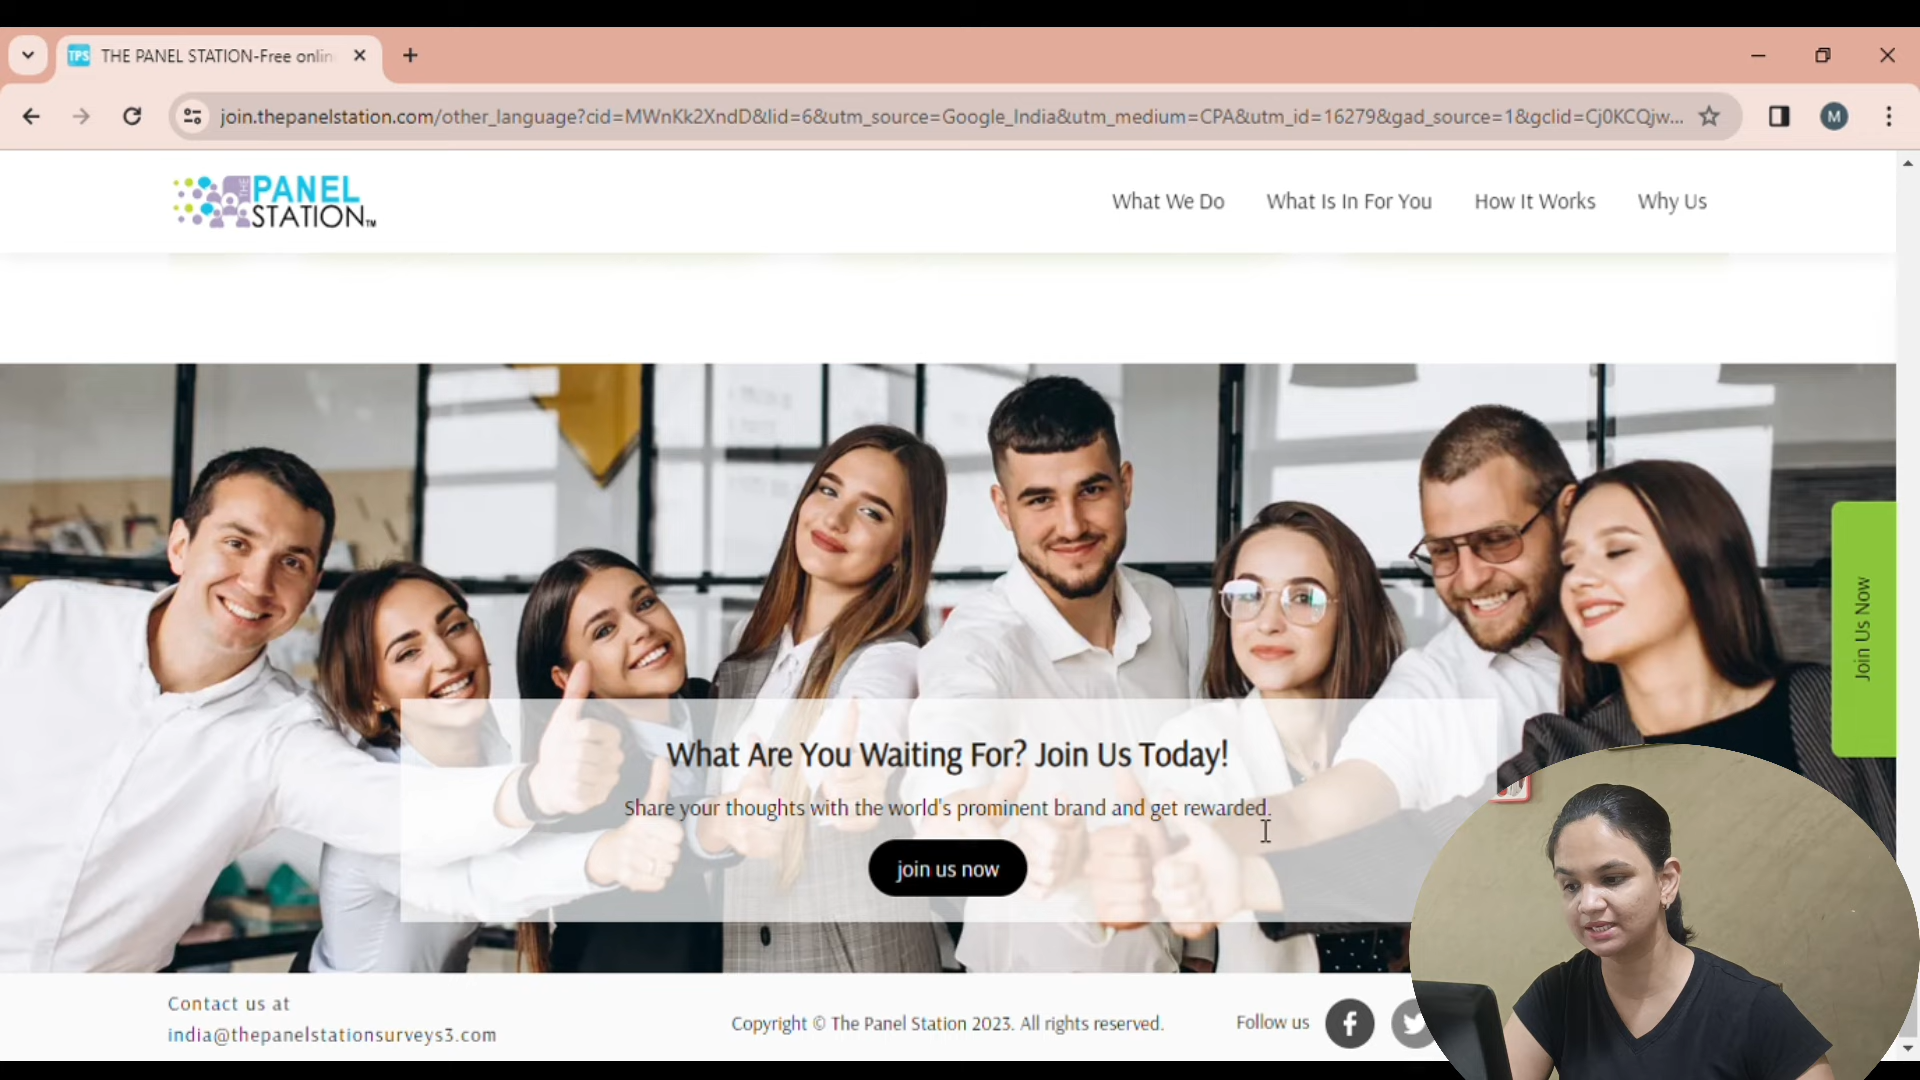 TPS THE PANEL STATION-Free onlin
join.thepanelstation.com/other_language?cid=MWnKk2XndD&lid=6&utm_source=Google_India&utm_medium=CPA&utm_id=16279&gad_source=1&gclid=Cj0KCQjw...
M
THE PANEL STATION™
What We Do
What Is In For You
How It Works
Why Us
Join Us Now
What Are You Waiting For? Join Us Today!
Share your thoughts with the world's prominent brand and get rewarded.
join us now
Contact us at
india@thepanelstationsurveys3.com
Copyright © The Panel Station 2023. All rights reserved.
Follow us